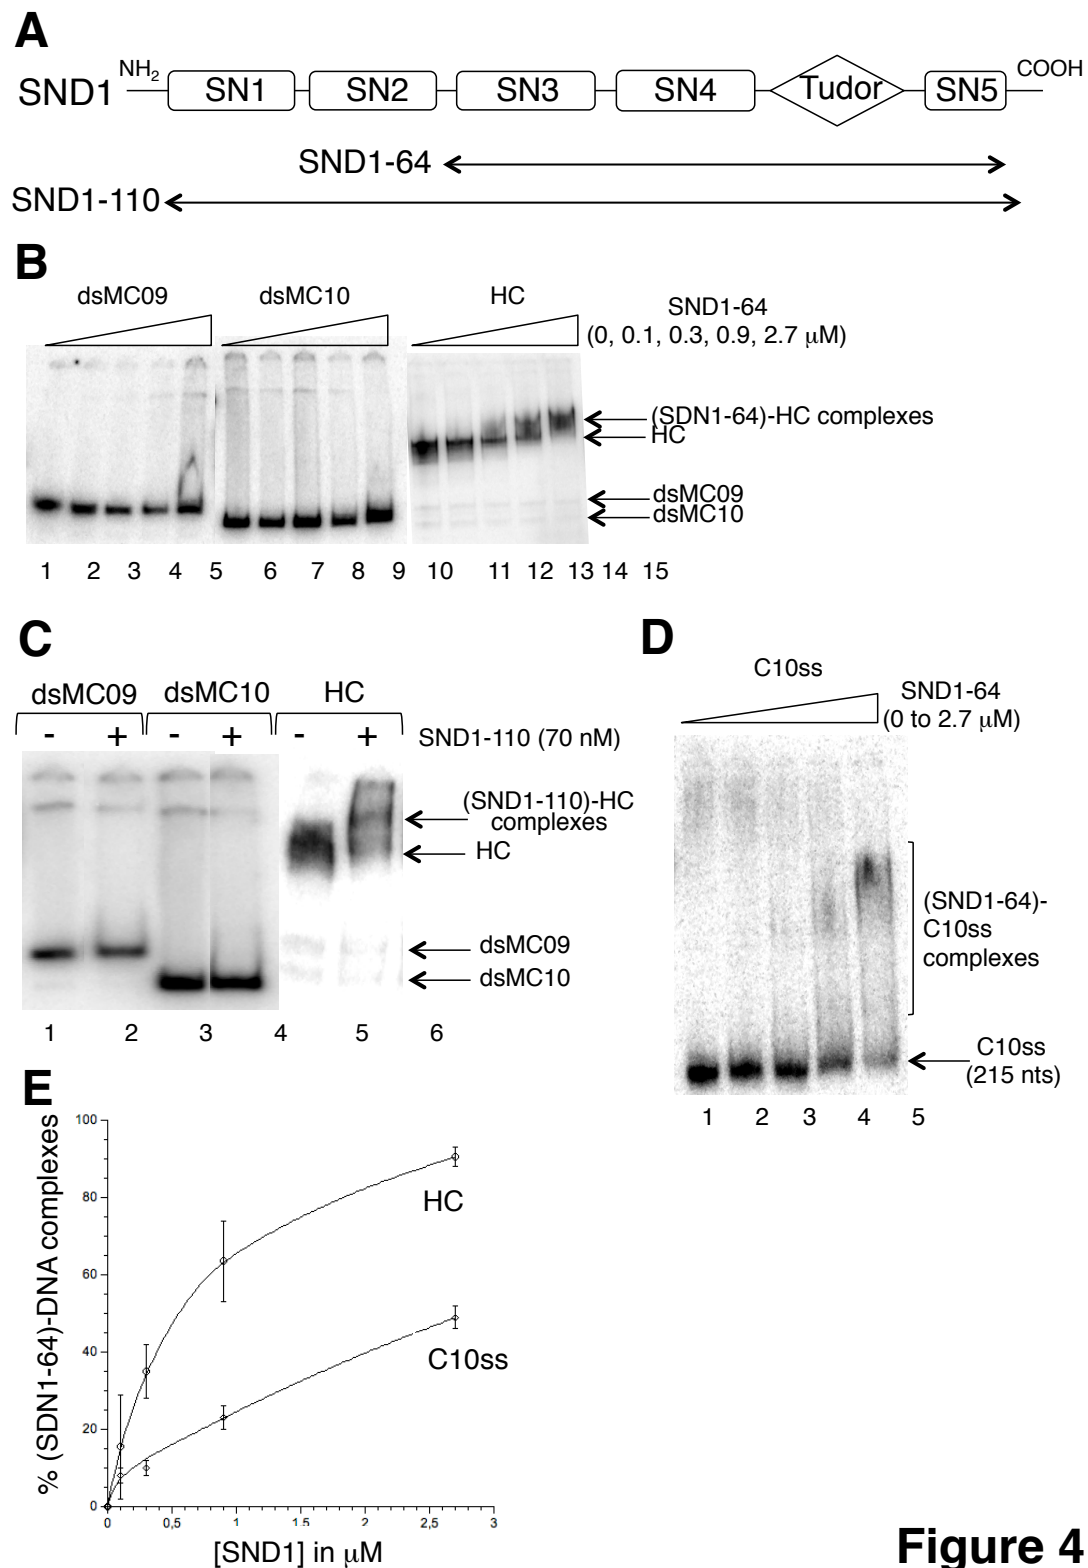 A
SND1 NH2 SN1 SN2 SN3 SN4 Tudor SN5 COOH
SND1-64
SND1-110
B
dsMC09 dsMC10 HC SND1-64
(0, 0.1, 0.3, 0.9, 2.7 μM)
(SDN1-64)-HC complexes
HC
dsMC09
dsMC10
1 2 3 4 5 6 7 8 9 10 11 12 13 14 15
C
dsMC09 dsMC10 HC
- + - + - + SND1-110 (70 nM)
(SND1-110)-HC
complexes
HC
dsMC09
dsMC10
1 2 3 4 5 6
D
C10ss
SND1-64
(0 to 2.7 μM)
(SND1-64)-
C10ss
complexes
C10ss
(215 nts)
1 2 3 4 5
E
% (SDN1-64)-DNA complexes
100
80
60
40
20
0
HC
C10ss
0 0,5 1 1.5 2 2,5 3
[SND1] in μM
Figure 4